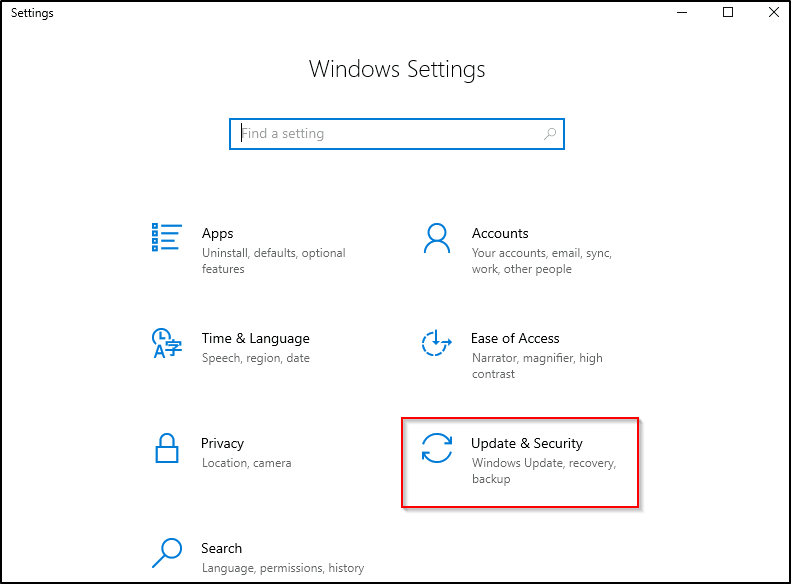 Settings
Windows Settings
Find a setting
Apps
Uninstall, defaults, optional
features
Accounts
Your accounts, email, sync,
work, other people
Time & Language
Speech, region, date
Ease of Access
Narrator, magnifier, high
contrast
Privacy
Location, camera
Update & Security
Windows Update, recovery,
backup
Search
Language, permissions, history